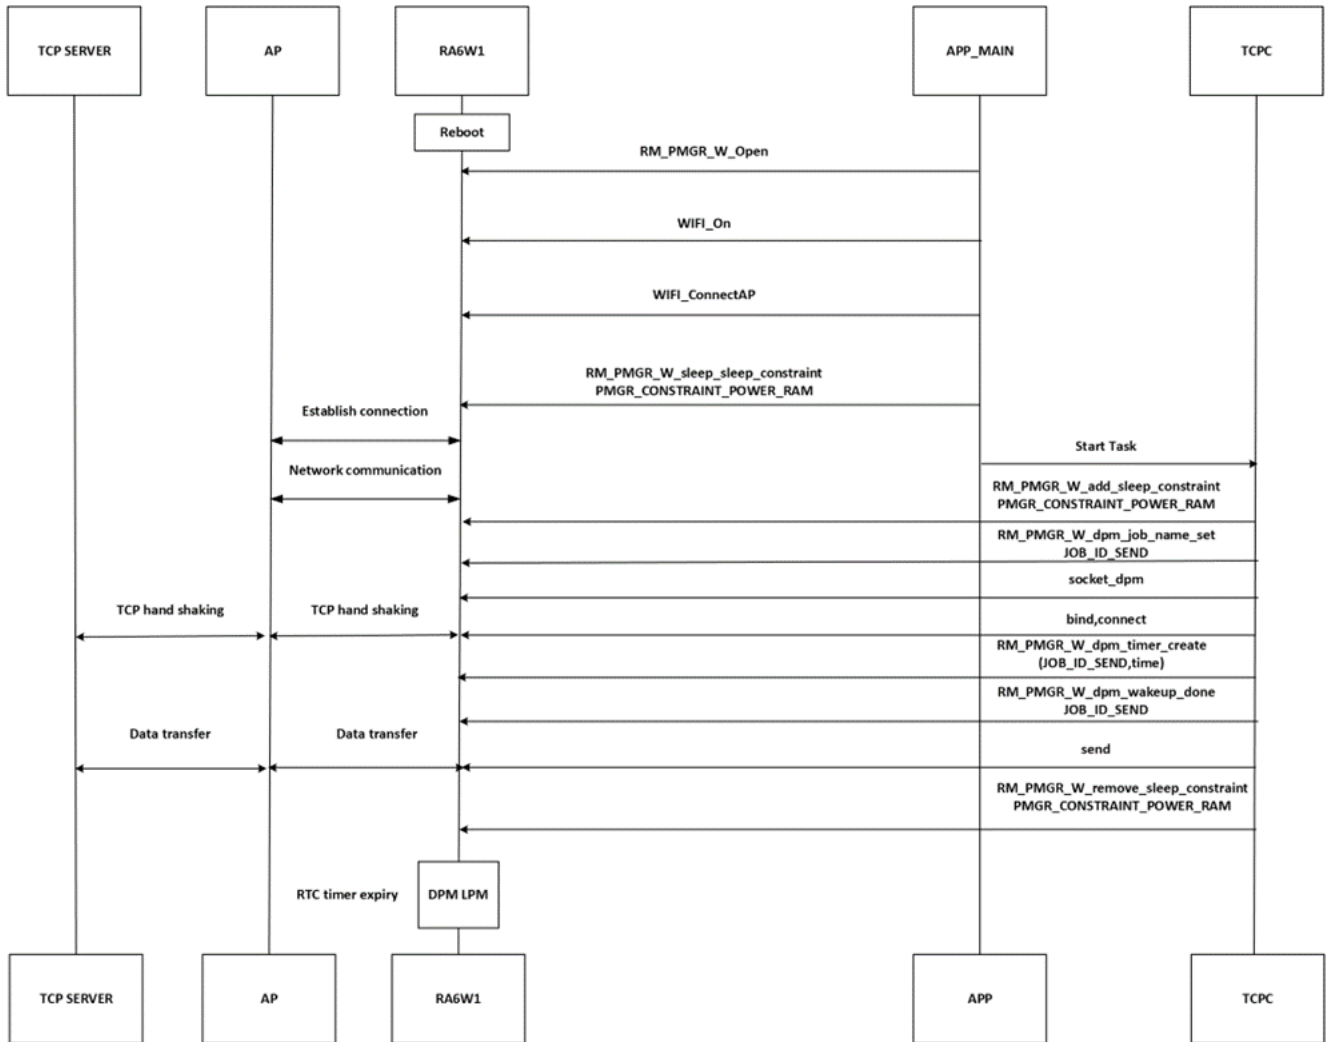 TCP SERVER
AP
RA6W1
APP_MAIN
TCPC
Reboot
RM_PMGR_W_Open
WIFI_On
WIFI_ConnectAP
RM_PMGR_W_sleep_sleep_constraint
PMGR_CONSTRAINT_POWER_RAM
Establish connection
Start Task
Network communication
RM_PMGR_W_add_sleep_constraint
PMGR_CONSTRAINT_POWER_RAM
RM_PMGR_W_dpm_job_name_set
JOB_ID_SEND
socket_dpm
TCP hand shaking
TCP hand shaking
bind,connect
RM_PMGR_W_dpm_timer_create
(JOB_ID_SEND,time)
RM_PMGR_W_dpm_wakeup_done
JOB_ID_SEND
Data transfer
Data transfer
send
RM_PMGR_W_remove_sleep_constraint
PMGR_CONSTRAINT_POWER_RAM
RTC timer expiry
DPM LPM
TCP SERVER
AP
RA6W1
APP
TCPC